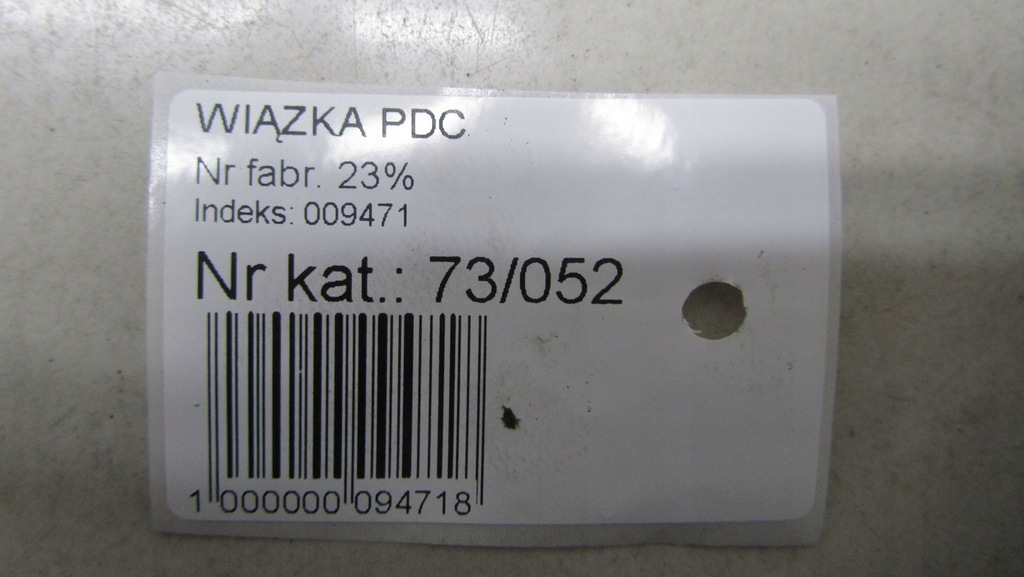 WIĄZKA PDC
Nr fabr. 23%
Indeks: 009471
Nr kat.: 73/052
1 000000 094718